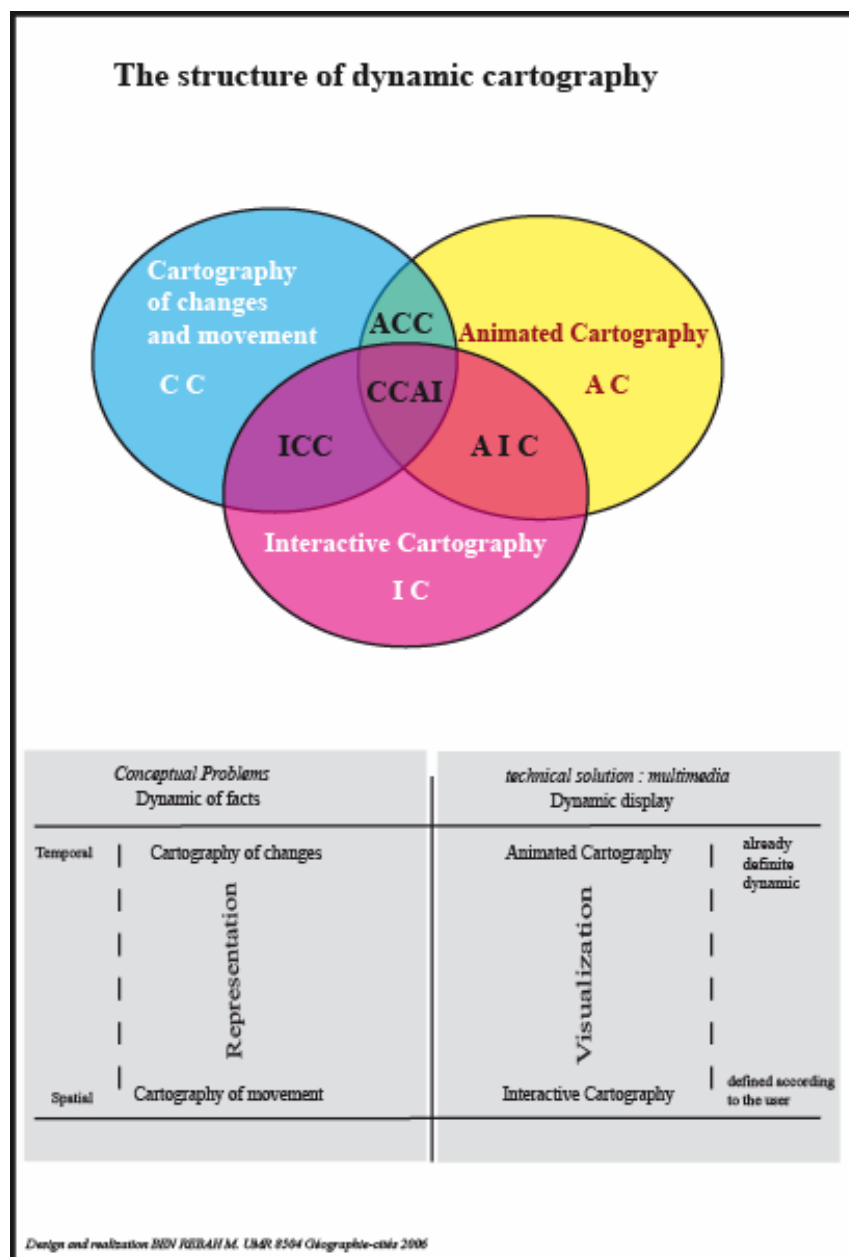 The structure of dynamic cartography
Cartography
of changes
and movement
C C
ACC
Animated Cartography
A C
CCAI
ICC
A I C
Interactive Cartography
I C
Conceptual Problems
Dynamic of facts
technical solution : multimedia
Dynamic display
Temporal
Cartography of changes
Animated Cartography
already
definite
dynamic
Representation
Visualization
Spatial
Cartography of movement
Interactive Cartography
defined according
to the user
Design and realization BEN REBAH M. UMR 8504 Géographie-cités 2006